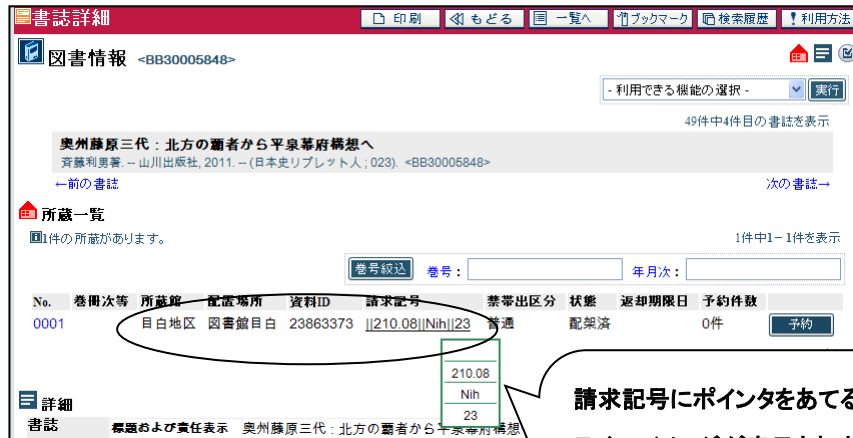 書誌詳細 印刷 もどる 一覧へ ブックマーク 検索履歴 利用方法
図書情報 <BB30005848>
- 利用できる機能の選択 - 実行
49件中4件目の書誌を表示
奥州藤原三代：北方の覇者から平泉幕府構想へ
斉藤利男著. -- 山川出版社, 2011. -- (日本史リブレット人 ; 023). <BB30005848>
←前の書誌 次の書誌→
所蔵一覧
1件の所蔵があります。 1件中1－1件を表示
巻号絞込 巻号： 年月次：
No. 巻冊次等 所蔵館 配置場所 資料ID 請求記号 禁帯出区分 状態 返却期限日 予約件数
0001 目白地区 図書館目白 23863373 ||210.08||Nih||23 普通 配架済 0件 予約
210.08
Nih
23
請求記号にポインタをあてる
詳細
書誌 標題および責任表示 奥州藤原三代：北方の覇者から平泉幕府構想